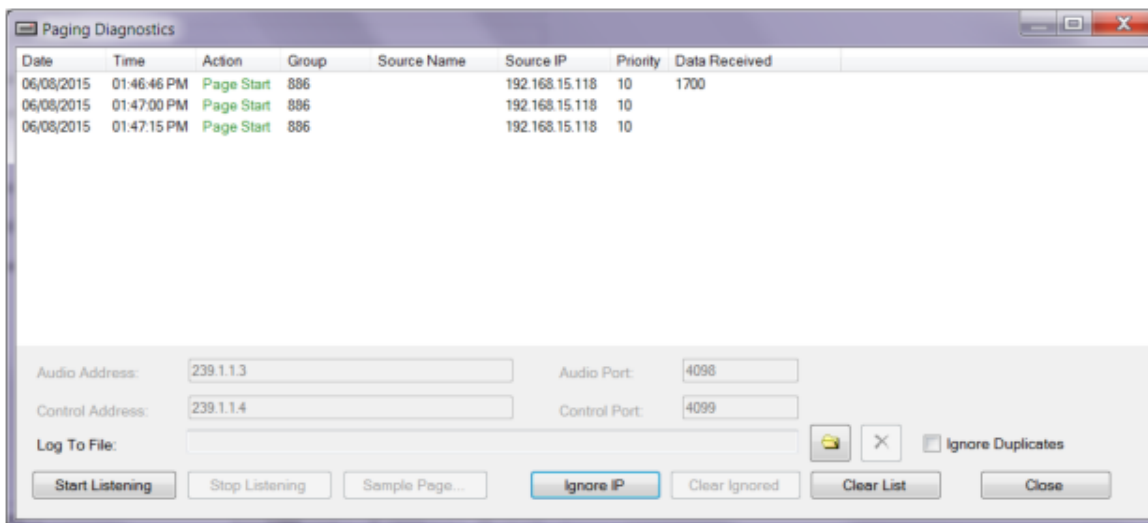 Paging Diagnostics
Date Time Action Group Source Name Source IP Priority Data Received
06/08/2015 01:46:46 PM Page Start 886 192.168.15.118 10 1700
06/08/2015 01:47:00 PM Page Start 886 192.168.15.118 10
06/08/2015 01:47:15 PM Page Start 886 192.168.15.118 10
Audio Address: 239.1.1.3 Audio Port: 4098
Control Address: 239.1.1.4 Control Port: 4099
Log To File: Ignore Duplicates
Start Listening Stop Listening Sample Page... Ignore IP Clear Ignored Clear List Close